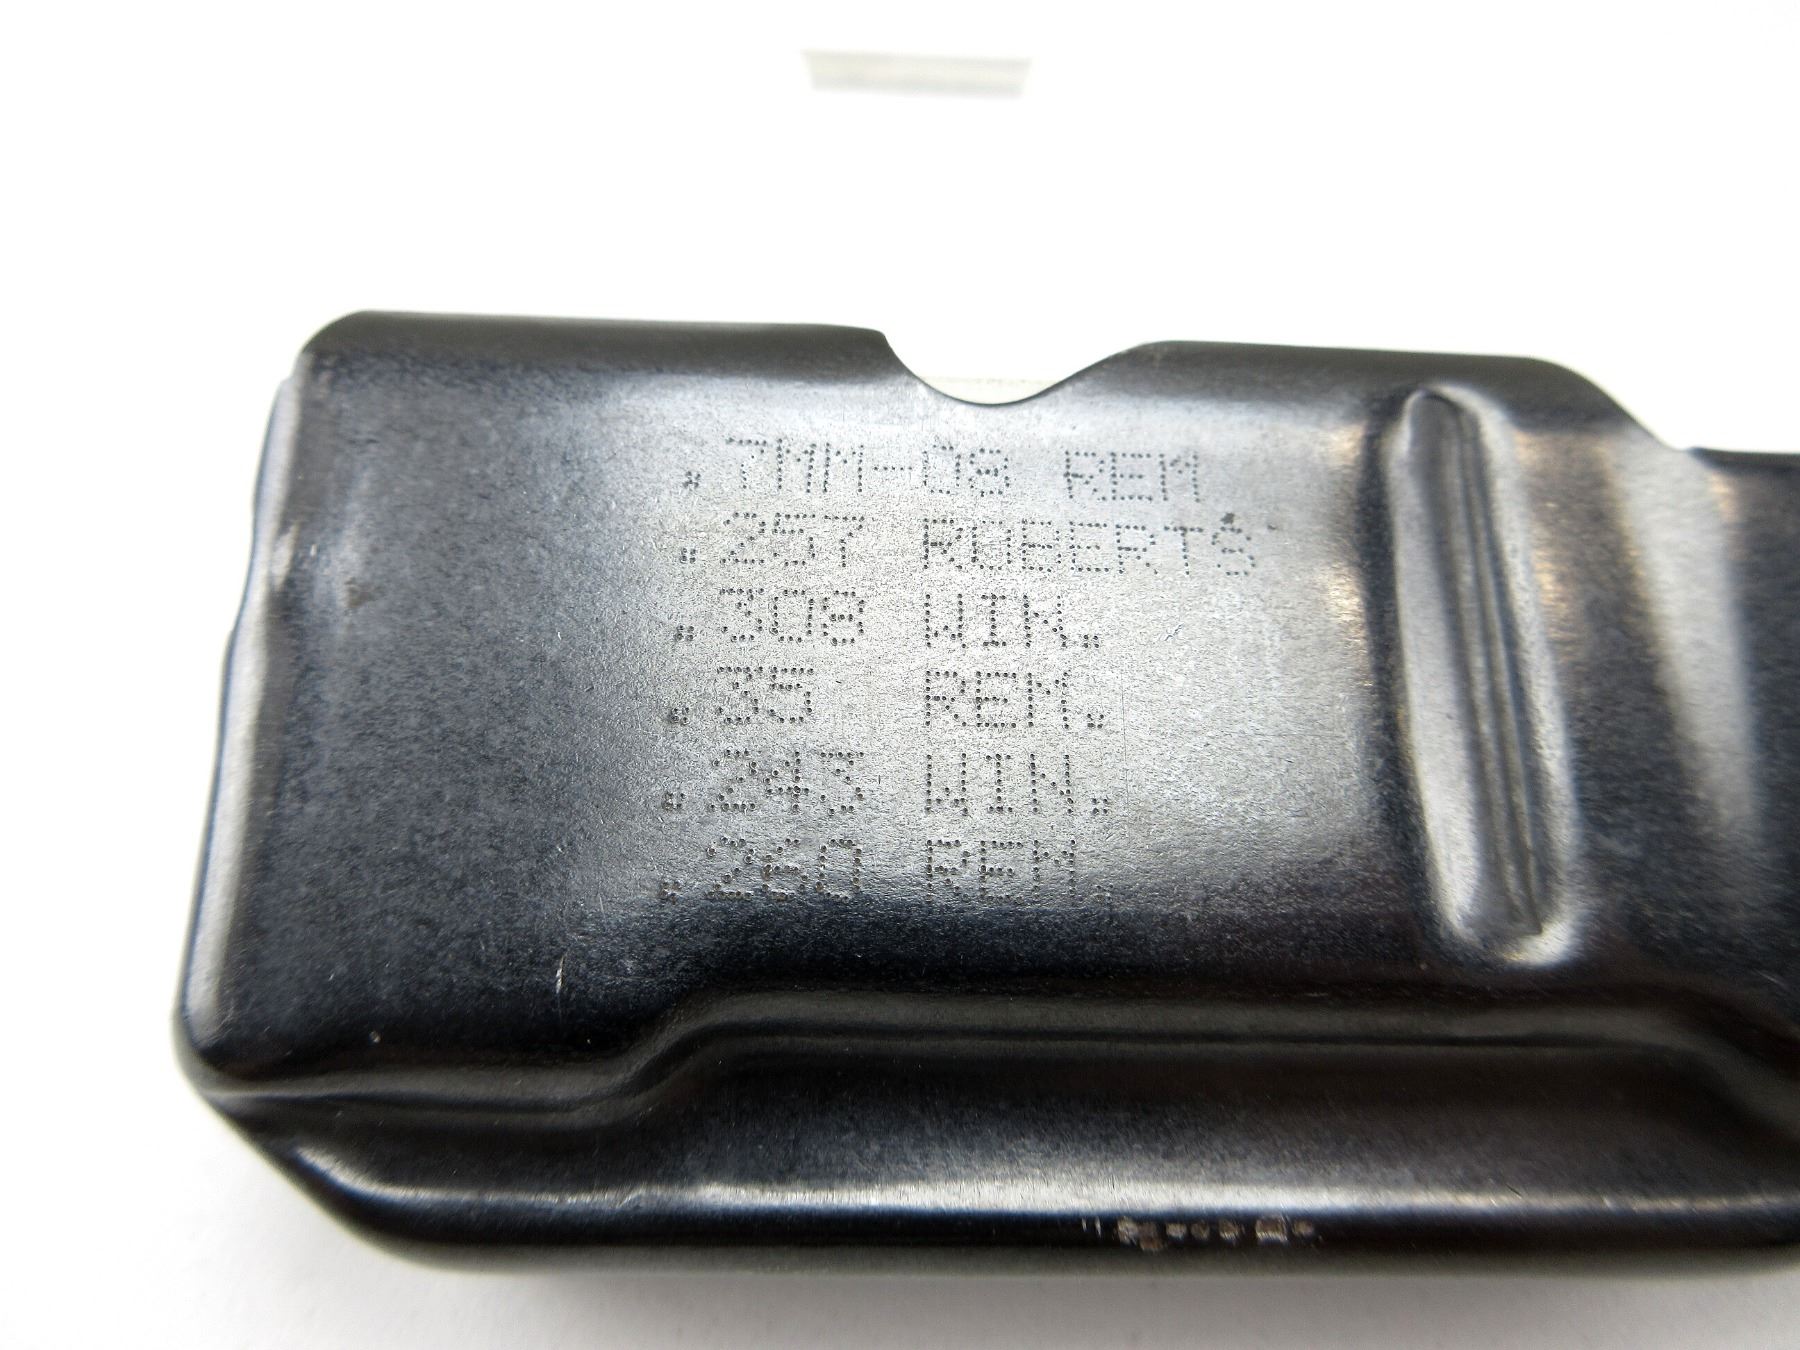 .7MM-08 REM
.257 ROBERTS
.308 WIN.
.35 REM.
.243 WIN.
.260 REM.